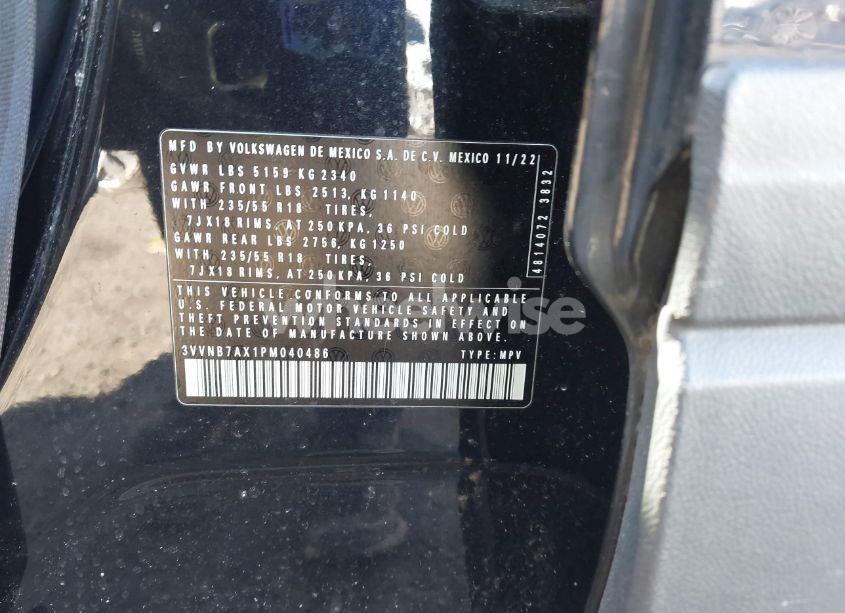 MFD BY VOLKSWAGEN DE MEXICO S.A. DE C.V. MEXICO 11/22
GVWR LBS 5159 KG 2340
GAWR FRONT LBS 2513, KG 1140
WITH 235/55 R18 TIRES,
7JX18 RIMS, AT 250 KPA, 36 PSI COLD
GAWR REAR LBS 2756, KG 1250
WITH 235/55 R18 TIRES,
7JX18 RIMS, AT 250 KPA, 36 PSI COLD
THIS VEHICLE CONFORMS TO ALL APPLICABLE
U.S. FEDERAL MOTOR VEHICLE SAFETY AND
THEFT PREVENTION STANDARDS IN EFFECT ON
THE DATE OF MANUFACTURE SHOWN ABOVE.
3VVNB7AX1PM040486 TYPE: MPV
4814072 3832